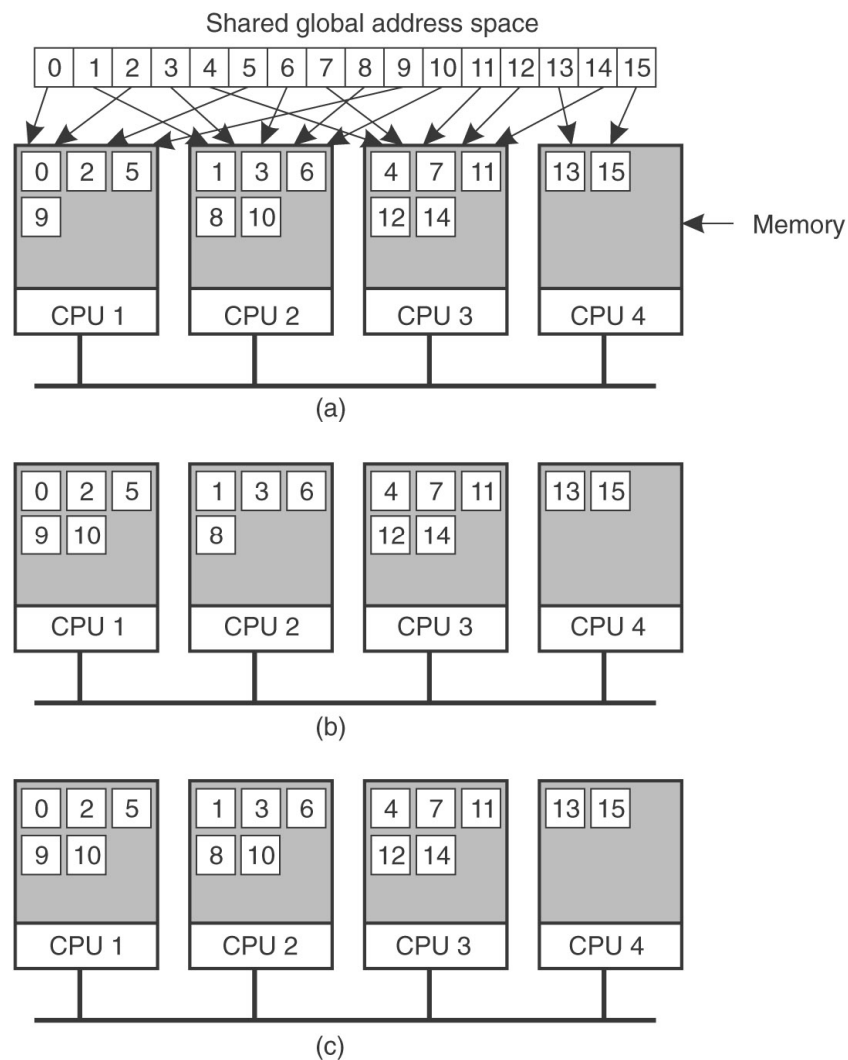 Shared global address space
0 1 2 3 4 5 6 7 8 9 10 11 12 13 14 15
0 2 5 1 3 6 4 7 11 13 15
9 8 10 12 14
Memory
CPU 1 CPU 2 CPU 3 CPU 4
(a)
0 2 5 1 3 6 4 7 11 13 15
9 10 8 12 14
CPU 1 CPU 2 CPU 3 CPU 4
(b)
0 2 5 1 3 6 4 7 11 13 15
9 10 8 10 12 14
CPU 1 CPU 2 CPU 3 CPU 4
(c)